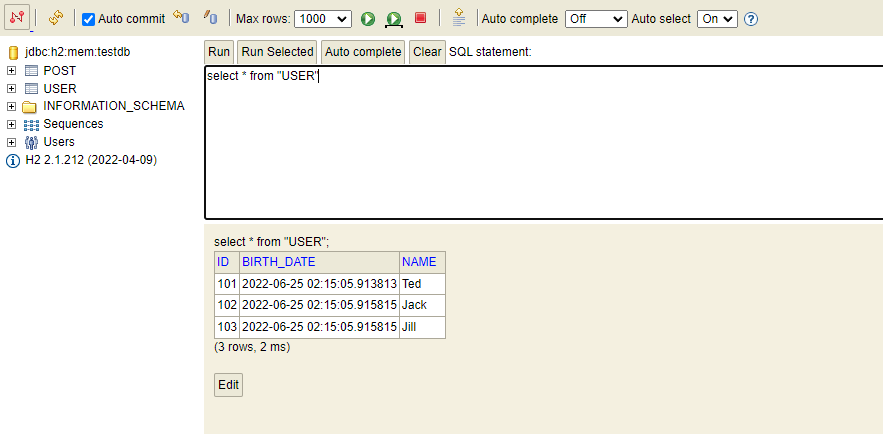 Auto commit Max rows: 1000 Auto complete Off Auto select On ?
jdbc:h2:mem:testdb
POST
USER
INFORMATION_SCHEMA
Sequences
Users
H2 2.1.212 (2022-04-09)
Run Run Selected Auto complete Clear SQL statement:
select * from "USER"
select * from "USER";
ID BIRTH_DATE NAME
101 2022-06-25 02:15:05.913813 Ted
102 2022-06-25 02:15:05.915815 Jack
103 2022-06-25 02:15:05.915815 Jill
(3 rows, 2 ms)
Edit